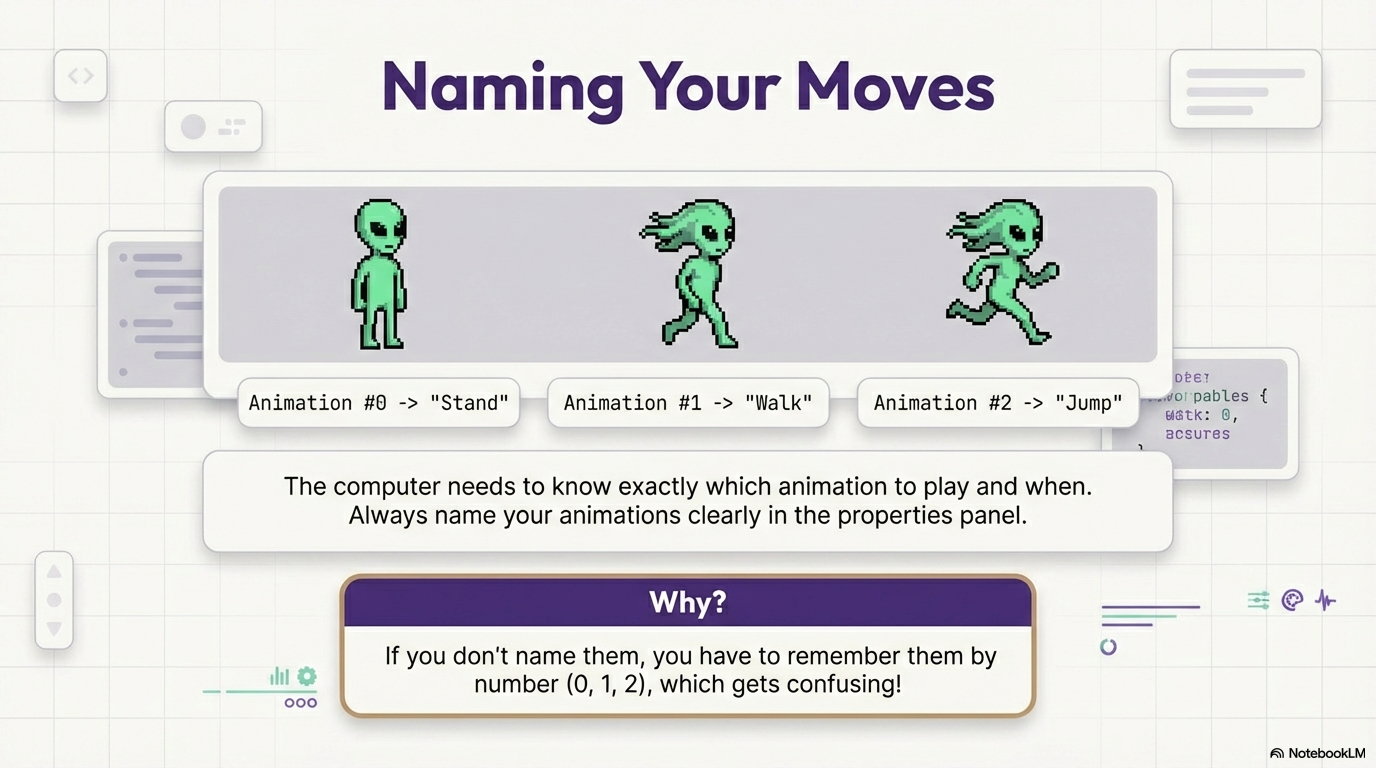 Naming Your Moves
Animation #0 -> "Stand"
Animation #1 -> "Walk"
Animation #2 -> "Jump"
{
: 0,
The computer needs to know exactly which animation to play and when.
Always name your animations clearly in the properties panel.
Why?
If you don't name them, you have to remember them by
number (0, 1, 2), which gets confusing!
NotebookLM